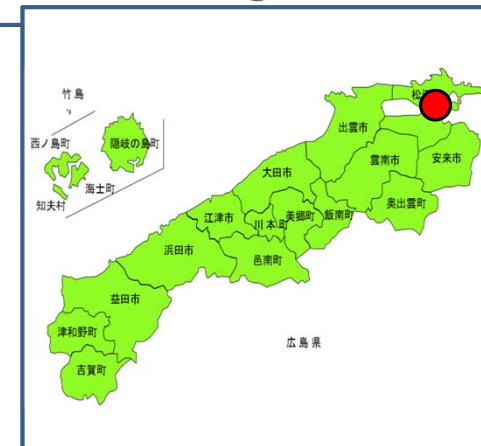 竹島
西ノ島町
隠岐の島町
海士町
知夫村
松
出雲市
安来市
雲南市
大田市
奥出雲町
飯南町
美郷町
川本町
江津市
邑南町
浜田市
益田市
津和野町
吉賀町
広島県